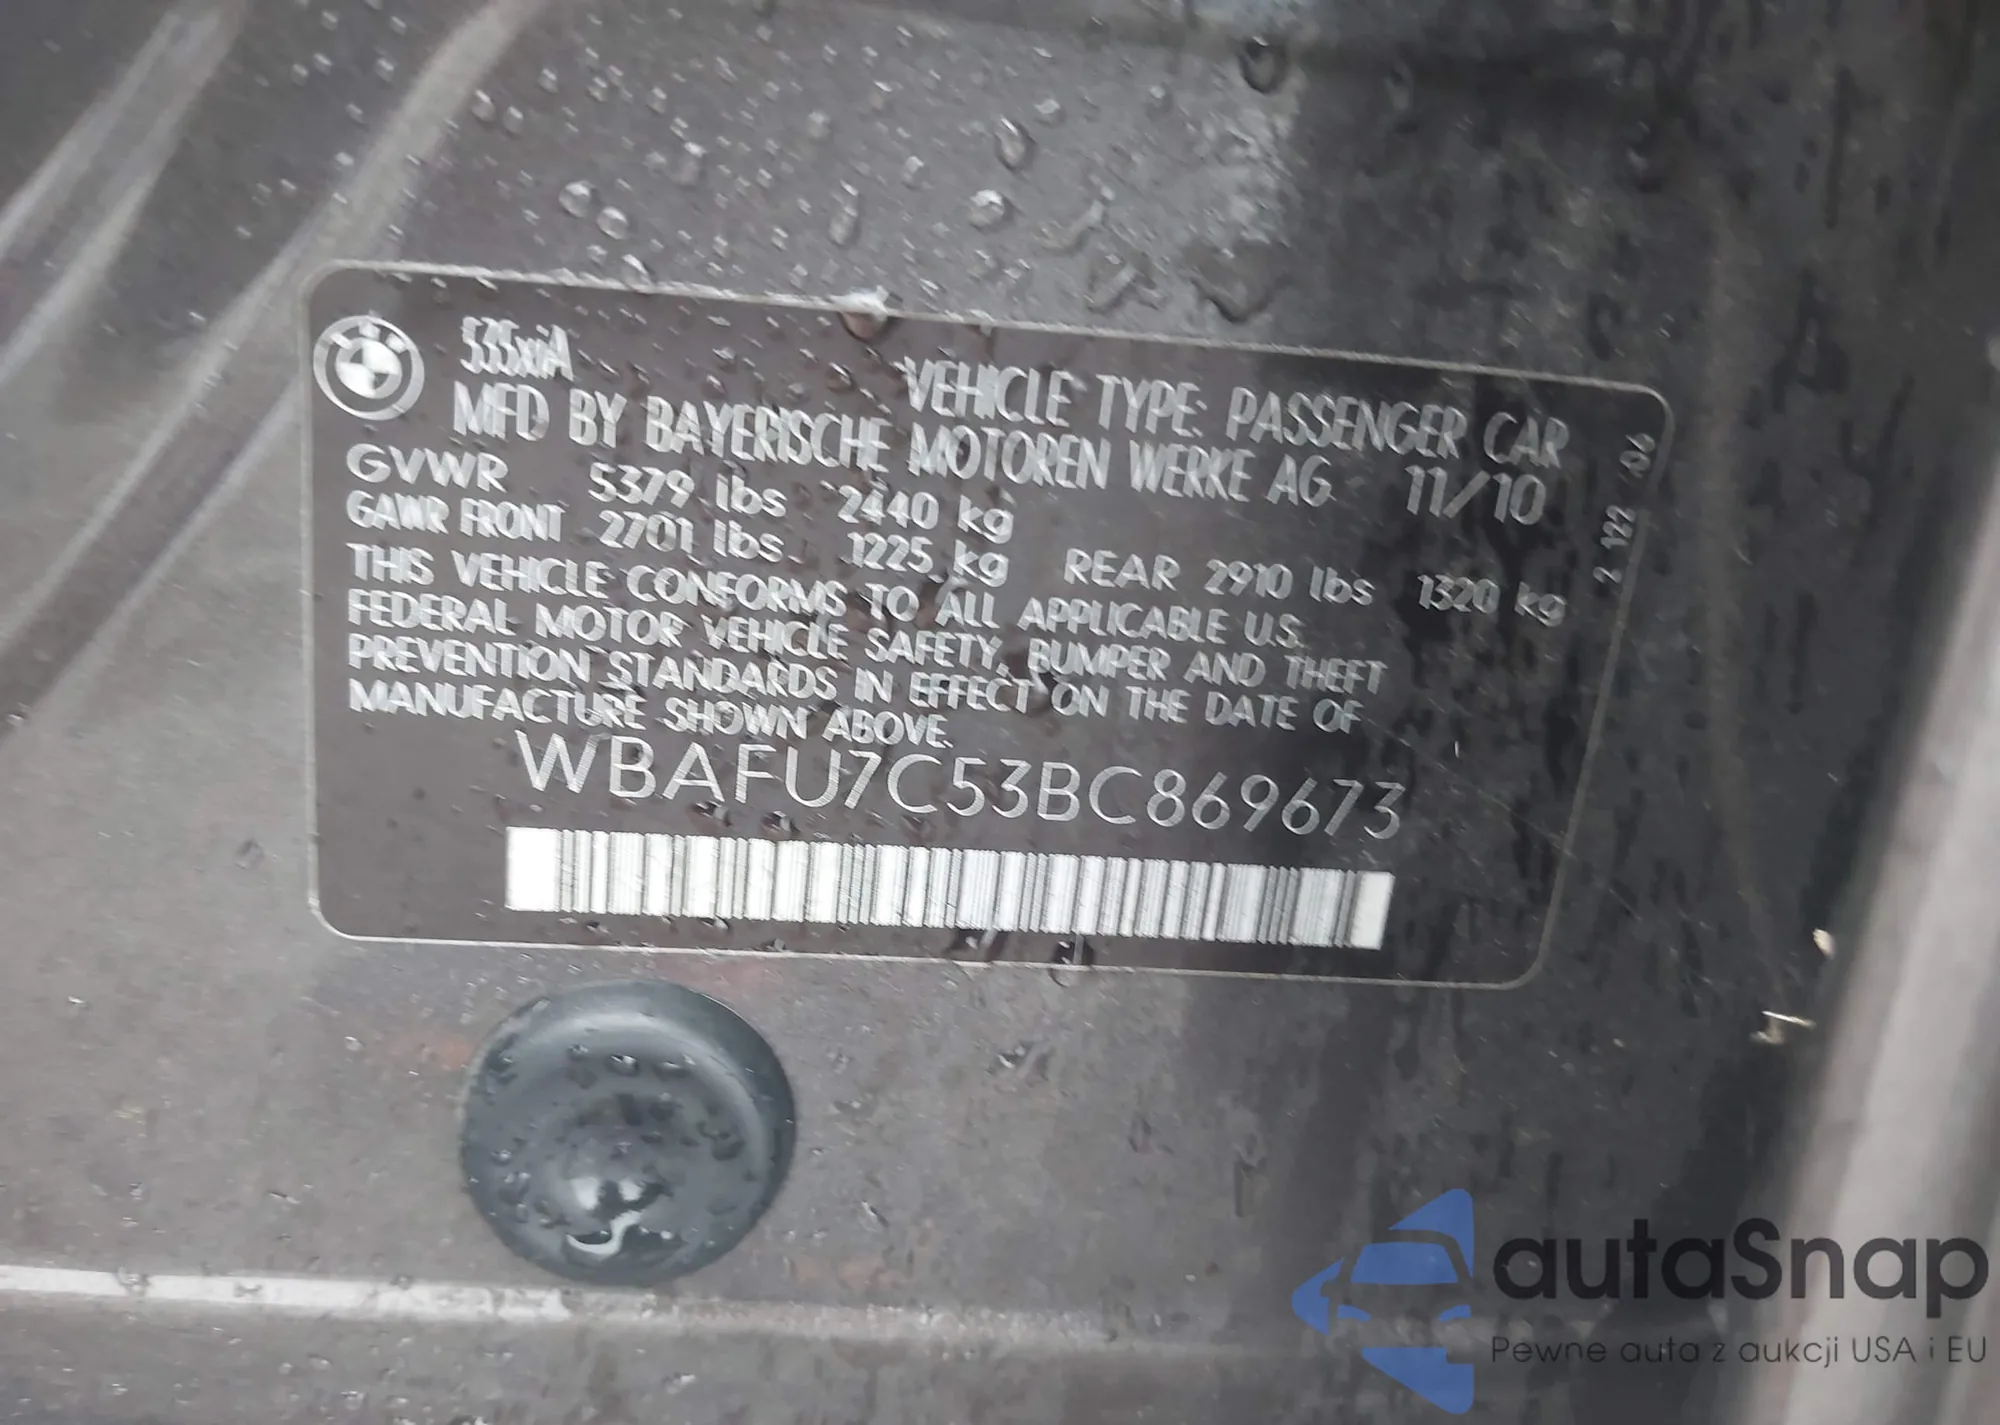 535xiA
VEHICLE TYPE: PASSENGER CAR
MFD BY BAYERISCHE MOTOREN WERKE AG 11/10
GVWR 5379 lbs 2440 kg
GAWR FRONT 2701 lbs 1225 kg REAR 2910 lbs 1320 kg
THIS VEHICLE CONFORMS TO ALL APPLICABLE U.S.
FEDERAL MOTOR VEHICLE SAFETY, BUMPER AND THEFT
PREVENTION STANDARDS IN EFFECT ON THE DATE OF
MANUFACTURE SHOWN ABOVE.
WBAFU7C53BC869673
2 122
autaSnap
Pewne auta z aukcji USA i EU